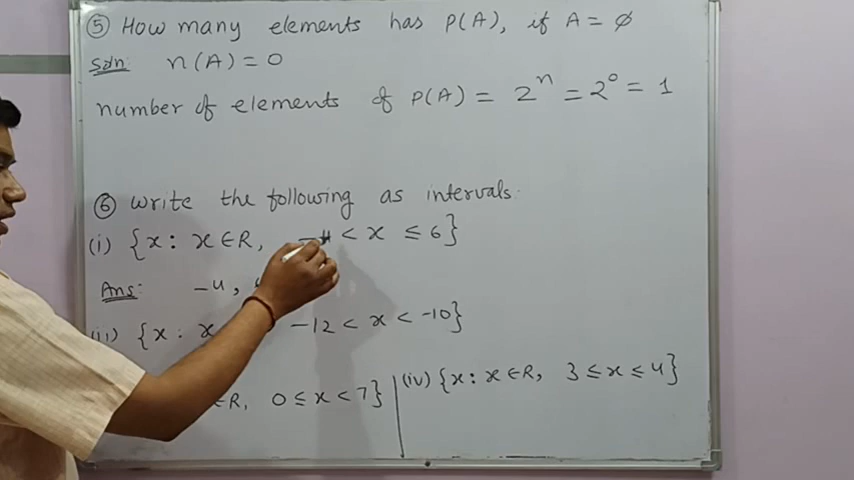 ⑤ How many elements has P(A), if A = ϕ
Soln: n(A) = 0
number of elements of P(A) = 2ⁿ = 2⁰ = 1
⑥ Write the following as intervals.
(i) {x : x ∈ R, -4 < x ≤ 6}
Ans: -4,
(ii) {x : x -12 < x < -10}
∈ R, 0 ≤ x < 7}
(iv) {x : x ∈ R, 3 ≤ x ≤ 4}